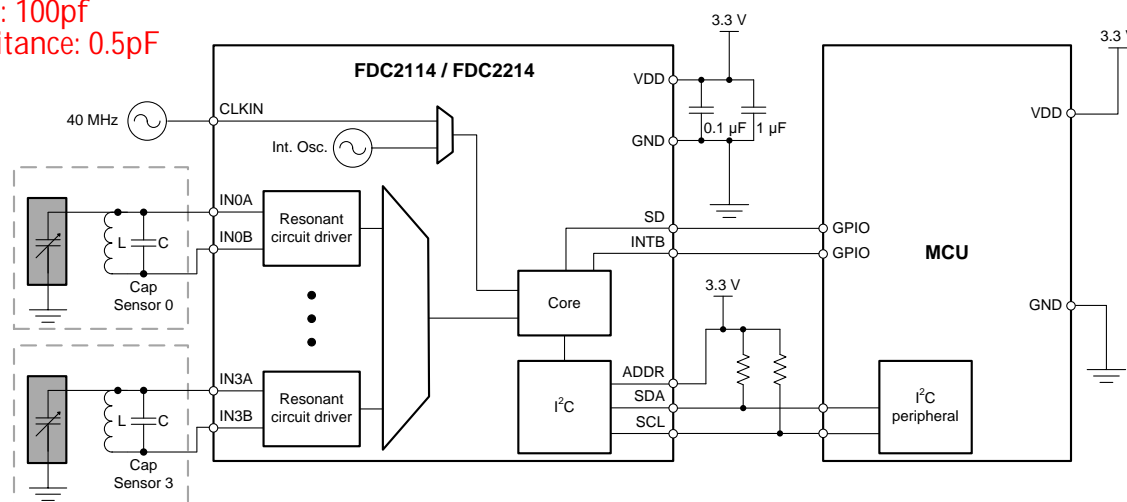 : 100pf
itance: 0.5pF
3.3 V
3.3 V
FDC2114 / FDC2214
VDD
VDD
CLKIN
40 MHz
0.1 µF
1 µF
Int. Osc.
GND
IN0A
Resonant
circuit driver
SD
GPIO
IN0B
INTB
GPIO
MCU
L
C
Cap
Sensor 0
3.3 V
Core
GND
IN3A
ADDR
Resonant
circuit driver
I²C
SDA
I²C
peripheral
IN3B
SCL
L
C
Cap
Sensor 3